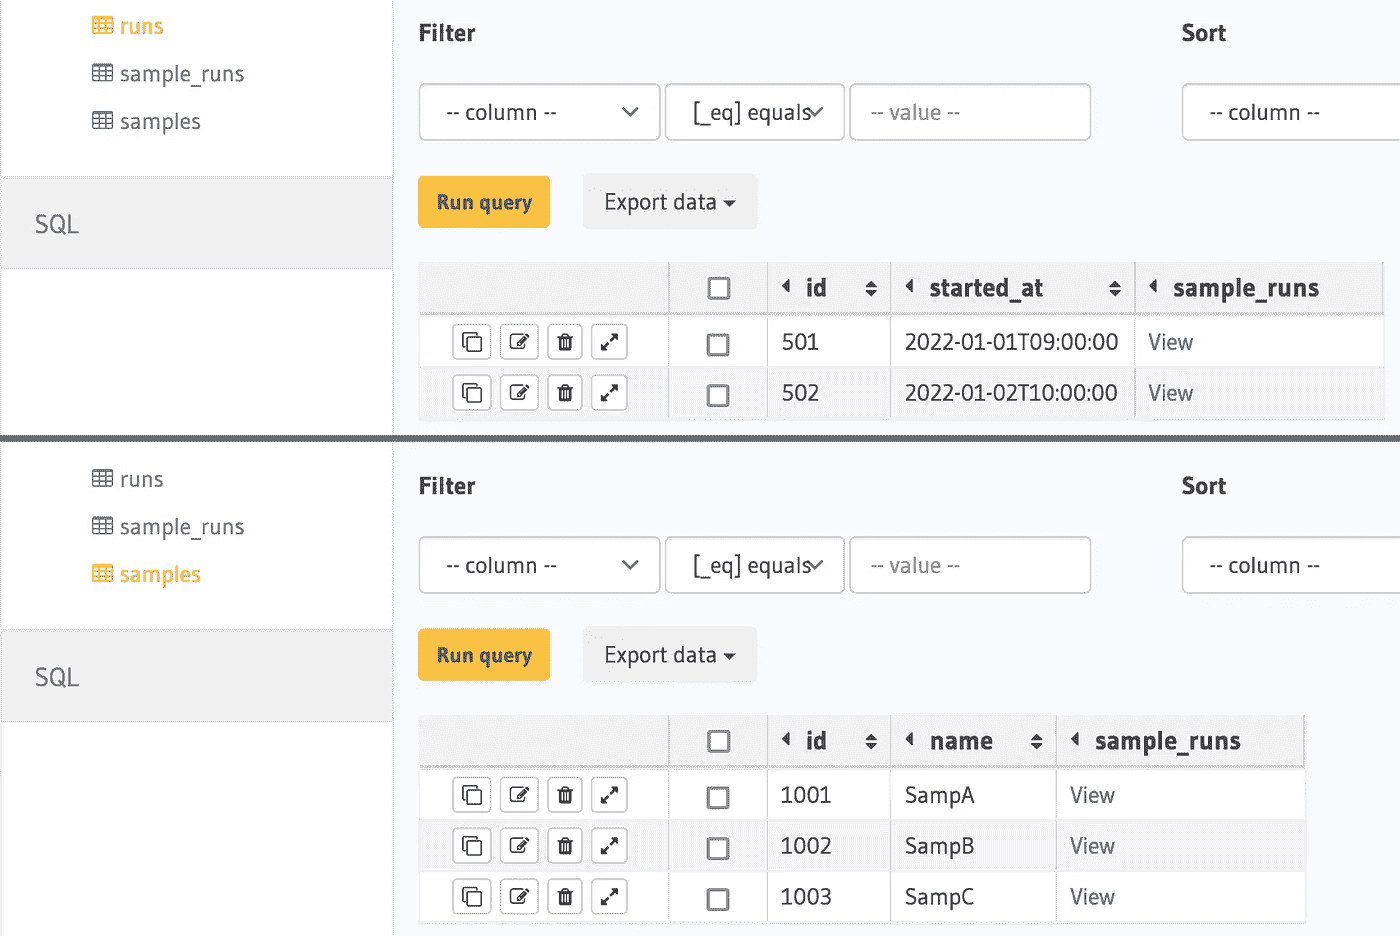 runs
sample_runs
samples
SQL
Filter
Sort
-- column --
[_eq] equals
-- value --
-- column --
Run query
Export data
id
started_at
sample_runs
501
2022-01-01T09:00:00
View
502
2022-01-02T10:00:00
View
runs
sample_runs
samples
SQL
Filter
Sort
-- column --
[_eq] equals
-- value --
-- column --
Run query
Export data
id
name
sample_runs
1001
SampA
View
1002
SampB
View
1003
SampC
View